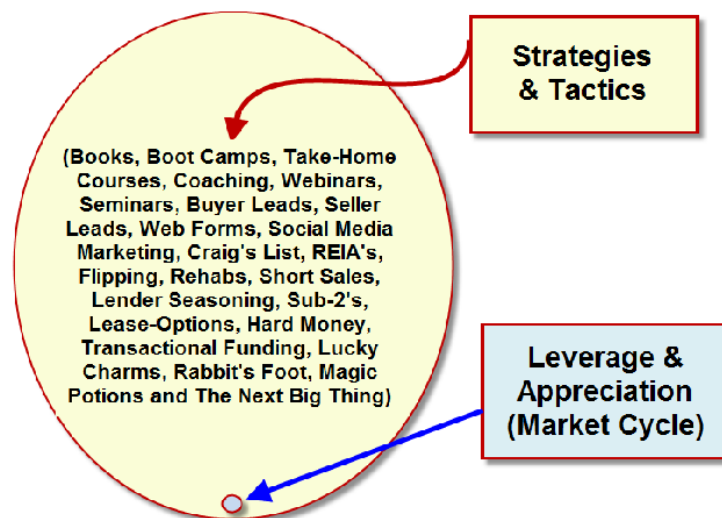 Strategies
& Tactics
(Books, Boot Camps, Take-Home
Courses, Coaching, Webinars,
Seminars, Buyer Leads, Seller
Leads, Web Forms, Social Media
Marketing, Craig's List, REIA's,
Flipping, Rehabs, Short Sales,
Lender Seasoning, Sub-2's,
Lease-Options, Hard Money,
Transactional Funding, Lucky
Charms, Rabbit's Foot, Magic
Potions and The Next Big Thing)
Leverage &
Appreciation
(Market Cycle)